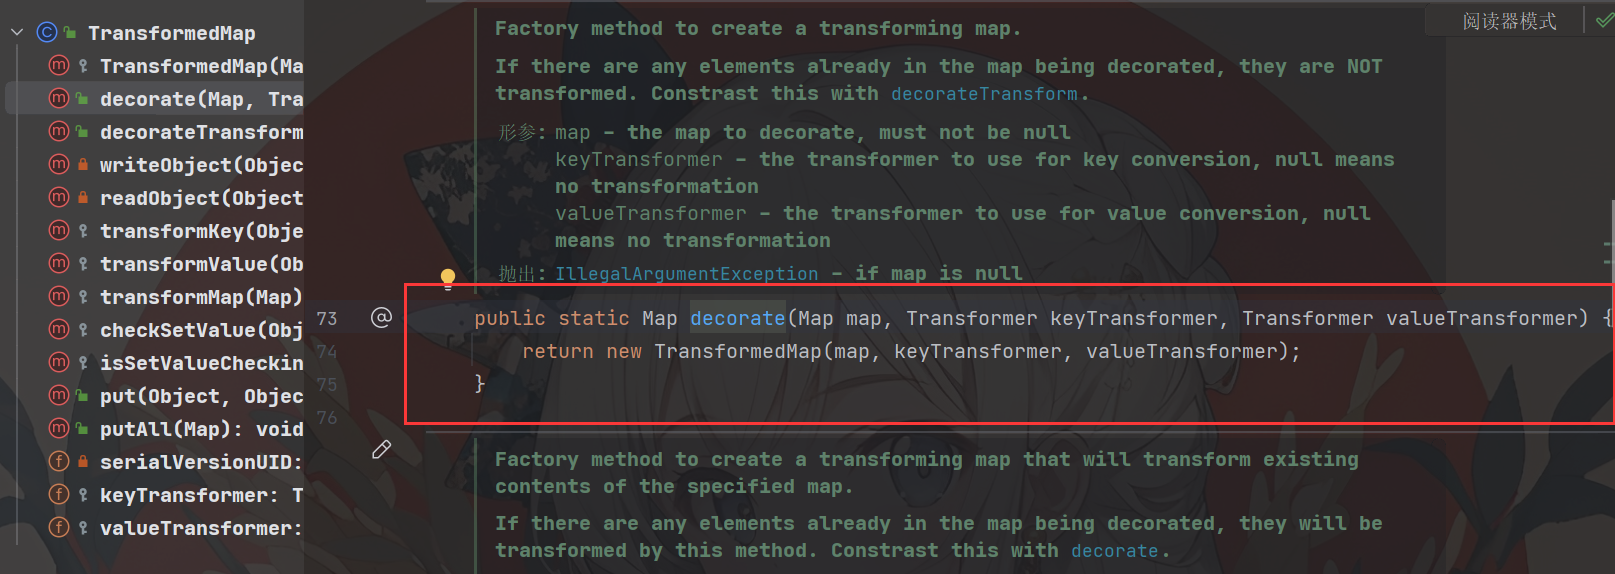 TransformedMap
TransformedMap(Ma
decorate(Map, Tra
decorateTransform
writeObject(Objec
readObject(Object
transformKey(Obje
transformValue(Ob
transformMap(Map)
checkSetValue(Obj
isSetValueCheckin
put(Object, Objec
putAll(Map): void
serialVersionUID:
keyTransformer: T
valueTransformer:
阅读器模式
Factory method to create a transforming map.
If there are any elements already in the map being decorated, they are NOT
transformed. Constrast this with decorateTransform.
形参: map – the map to decorate, must not be null
keyTransformer – the transformer to use for key conversion, null means
no transformation
valueTransformer – the transformer to use for value conversion, null
means no transformation
抛出: IllegalArgumentException – if map is null
73 public static Map decorate(Map map, Transformer keyTransformer, Transformer valueTransformer) {
74 return new TransformedMap(map, keyTransformer, valueTransformer);
75 }
76
Factory method to create a transforming map that will transform existing
contents of the specified map.
If there are any elements already in the map being decorated, they will be
transformed by this method. Constrast this with decorate.